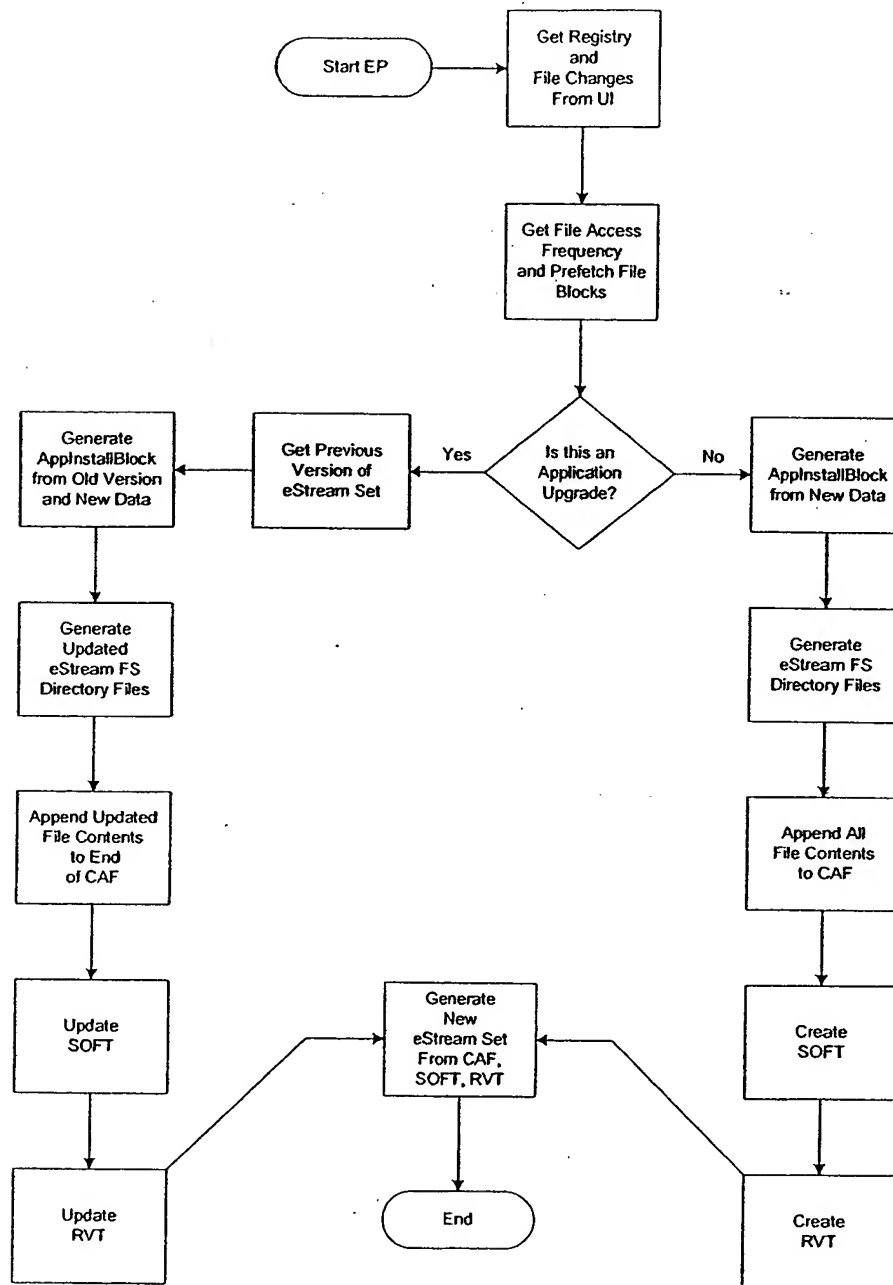 Start EP
Get Registry
and
File Changes
From UI
Get File Access
Frequency
and Prefetch File
Blocks
Is this an
Application
Upgrade?
Yes
No
Get Previous
Version of
eStream Set
Generate
AppInstallBlock
from Old Version
and New Data
Generate
Updated
eStream FS
Directory Files
Append Updated
File Contents
to End
of CAF
Update
SOFT
Update
RVT
Generate
AppInstallBlock
from New Data
Generate
eStream FS
Directory Files
Append All
File Contents
to CAF
Create
SOFT
Create
RVT
Generate
New
eStream Set
From CAF,
SOFT, RVT
End